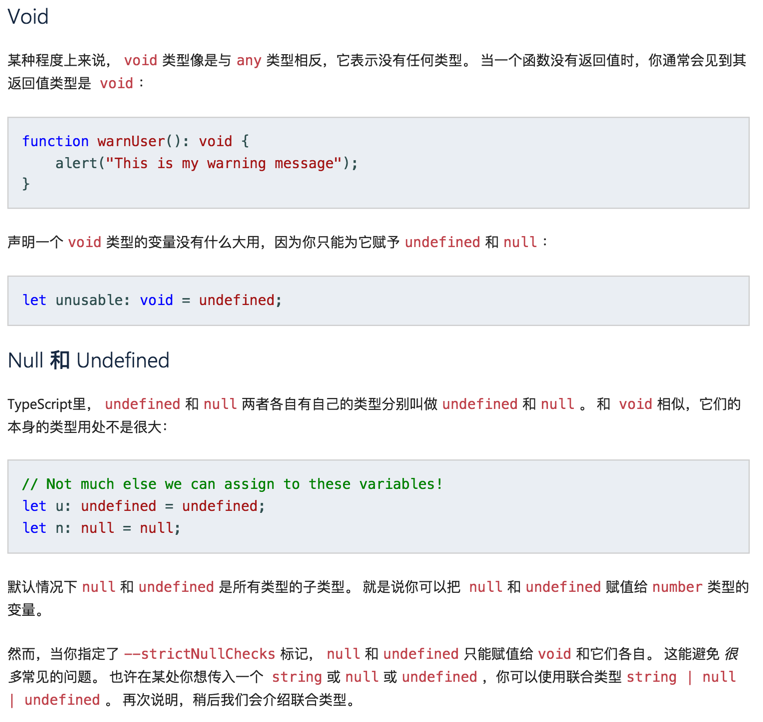 Void
某种程度上来说， void 类型像是与 any 类型相反，它表示没有任何类型。 当一个函数没有返回值时，你通常会见到其
返回值类型是 void：
function warnUser(): void {
    alert("This is my warning message");
}
声明一个 void 类型的变量没有什么大用，因为你只能为它赋予 undefined 和 null：
let unusable: void = undefined;
Null 和 Undefined
TypeScript里， undefined 和 null 两者各自有自己的类型分别叫做 undefined 和 null 。 和 void 相似，它们的
本身的类型用处不是很大：
// Not much else we can assign to these variables!
let u: undefined = undefined;
let n: null = null;
默认情况下 null 和 undefined 是所有类型的子类型。 就是说你可以把 null 和 undefined 赋值给 number 类型的
变量。
然而，当你指定了 --strictNullChecks 标记， null 和 undefined 只能赋值给 void 和它们各自。 这能避免 很
多常见的问题。 也许在某处你想传入一个 string 或 null 或 undefined ，你可以使用联合类型 string | null
| undefined 。 再次说明，稍后我们会介绍联合类型。